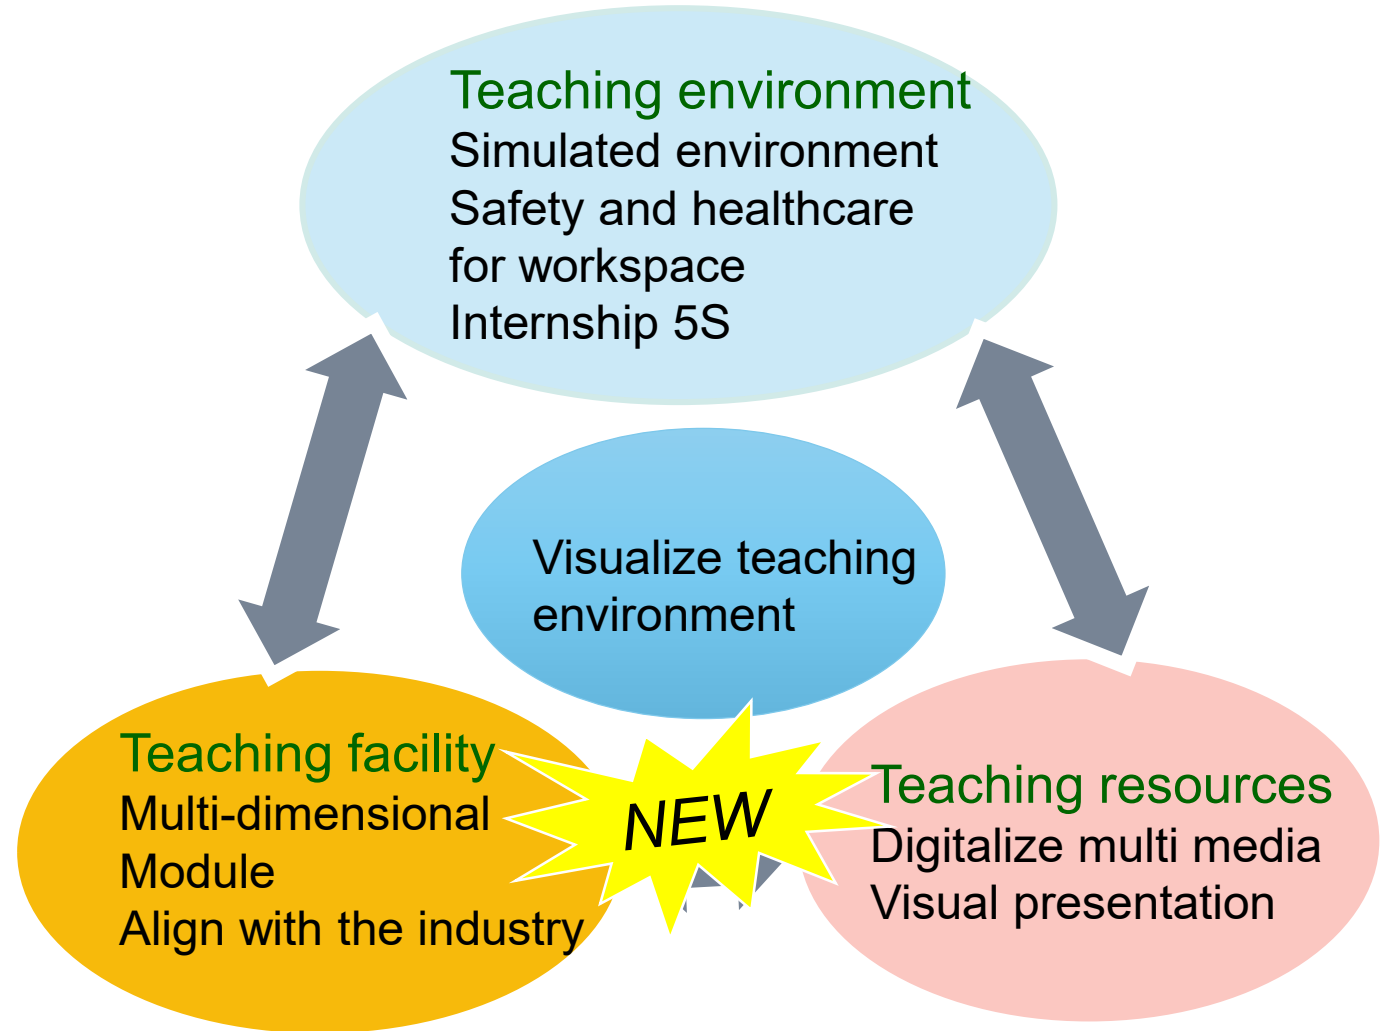 Teaching environment
Simulated environment
Safety and healthcare
for workspace
Internship 5S
Visualize teaching
environment
Teaching facility
Multi-dimensional
Module
Align with the industry
NEW
Teaching resources
Digitalize multi media
Visual presentation